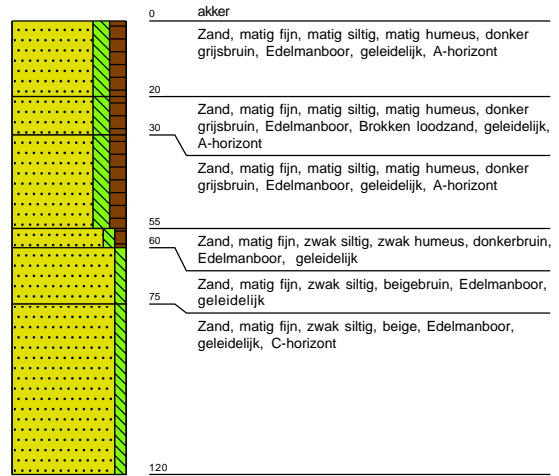 0 akker
Zand, matig fijn, matig siltig, matig humeus, donker
grijsbruin, Edelmanboor, geleidelijk, A-horizont
20
Zand, matig fijn, matig siltig, matig humeus, donker
grijsbruin, Edelmanboor, Brokken loodzand, geleidelijk,
A-horizont
30
Zand, matig fijn, matig siltig, matig humeus, donker
grijsbruin, Edelmanboor, geleidelijk, A-horizont
55
Zand, matig fijn, zwak siltig, zwak humeus, donkerbruin,
Edelmanboor, geleidelijk
60
Zand, matig fijn, zwak siltig, beigebruin, Edelmanboor,
geleidelijk
75
Zand, matig fijn, zwak siltig, beige, Edelmanboor,
geleidelijk, C-horizont
120